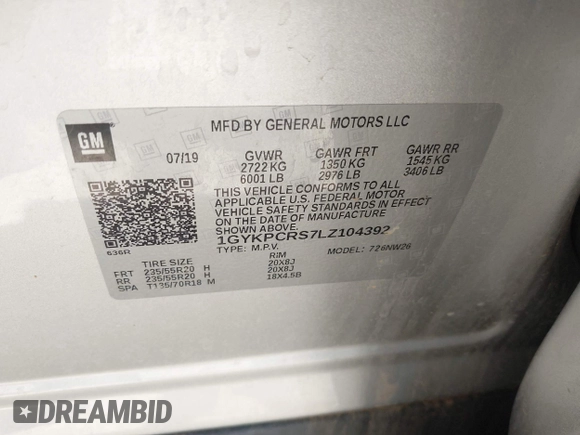 GM
MFD BY GENERAL MOTORS LLC
07/19 GVWR GAWR FRT GAWR RR
2722 KG 1350 KG 1545 KG
6001 LB 2976 LB 3406 LB
THIS VEHICLE CONFORMS TO ALL
APPLICABLE U.S. FEDERAL MOTOR
VEHICLE SAFETY STANDARDS IN EFFECT
ON THE DATE OF MANUFACTURE
SHOWN ABOVE.
1GYKPCRS7LZ104392
636R
TYPE: M.P.V. MODEL: 726NW26
TIRE SIZE RIM
FRT 235/55R20 H 20X8J
RR 235/55R20 H 20X8J
SPA T135/70R18 M 18X4.5B
DREAMBID